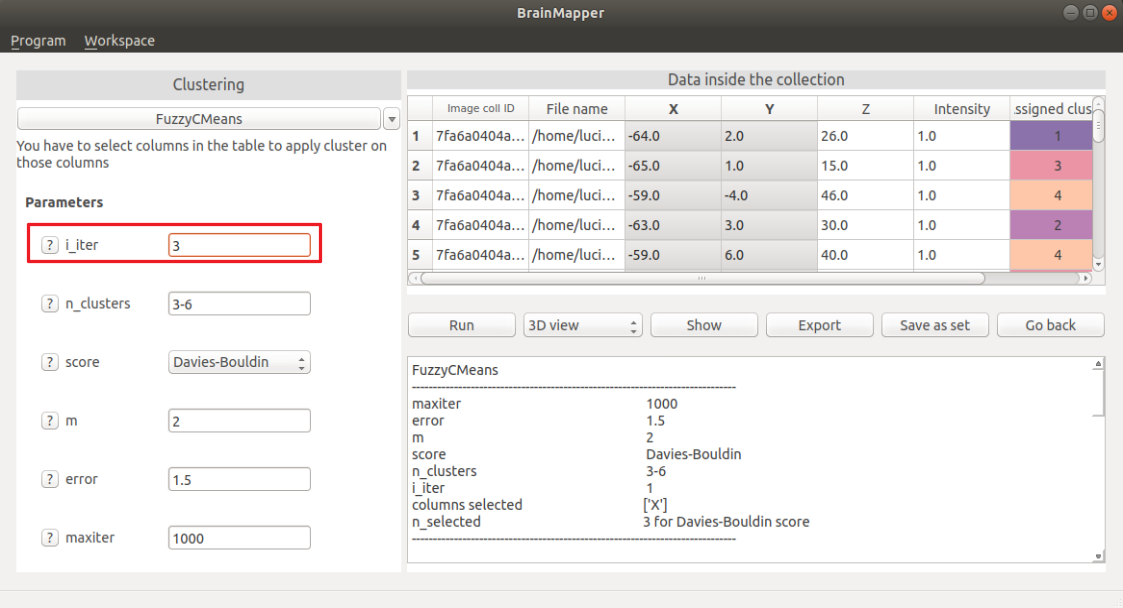 BrainMapper
Program Workspace
Clustering
FuzzyCMeans
You have to select columns in the table to apply cluster on
those columns
Parameters
? i_iter 3
? n_clusters 3-6
? score Davies-Bouldin
? m 2
? error 1.5
? maxiter 1000
Data inside the collection
Image coll ID File name X Y Z Intensity ssigned clus
1 7fa6a0404a... /home/luci... -64.0 2.0 26.0 1.0 1
2 7fa6a0404a... /home/luci... -65.0 1.0 15.0 1.0 3
3 7fa6a0404a... /home/luci... -59.0 -4.0 46.0 1.0 4
4 7fa6a0404a... /home/luci... -63.0 3.0 30.0 1.0 2
5 7fa6a0404a... /home/luci... -59.0 6.0 40.0 1.0 4
Run 3D view Show Export Save as set Go back
FuzzyCMeans
--------------------------------------------------------------------------------
maxiter 1000
error 1.5
m 2
score Davies-Bouldin
n_clusters 3-6
i_iter 1
columns selected ['X']
n_selected 3 for Davies-Bouldin score
--------------------------------------------------------------------------------